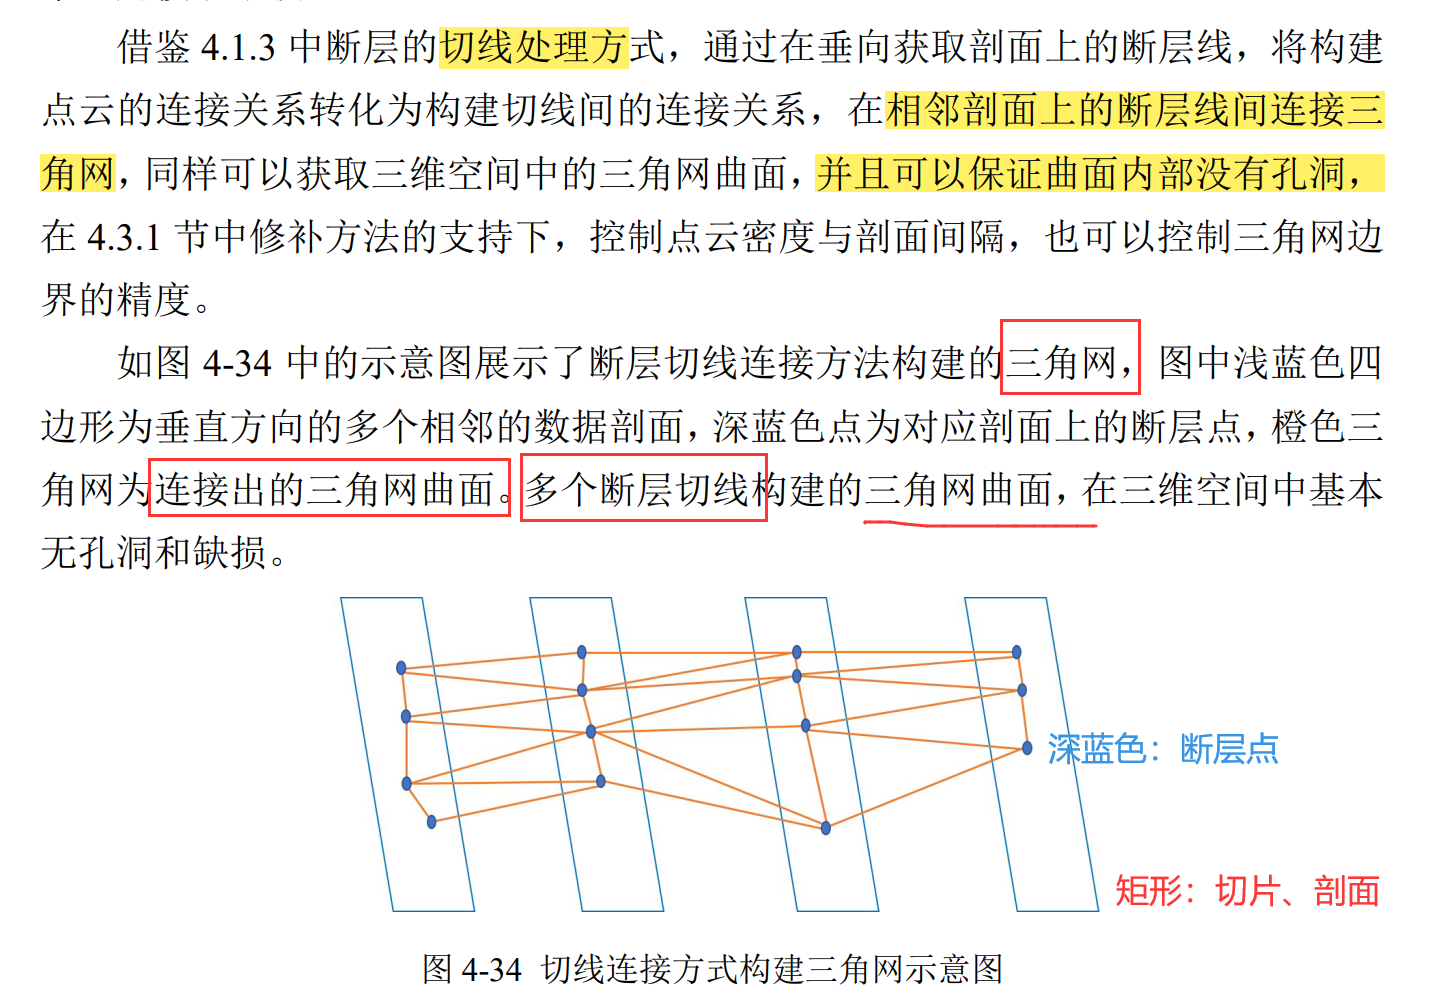 借鉴 4.1.3 中断层的切线处理方式，通过在垂向获取剖面上的断层线，将构建
点云的连接关系转化为构建切线间的连接关系，在相邻剖面上的断层线间连接三
角网，同样可以获取三维空间中的三角网曲面，并且可以保证曲面内部没有孔洞，
在 4.3.1 节中修补方法的支持下，控制点云密度与剖面间隔，也可以控制三角网边
界的精度。
如图 4-34 中的示意图展示了断层切线连接方法构建的三角网，图中浅蓝色四
边形为垂直方向的多个相邻的数据剖面，深蓝色点为对应剖面上的断层点，橙色三
角网为连接出的三角网曲面。多个断层切线构建的三角网曲面，在三维空间中基本
无孔洞和缺损。
深蓝色：断层点
矩形：切片、剖面
图 4-34 切线连接方式构建三角网示意图